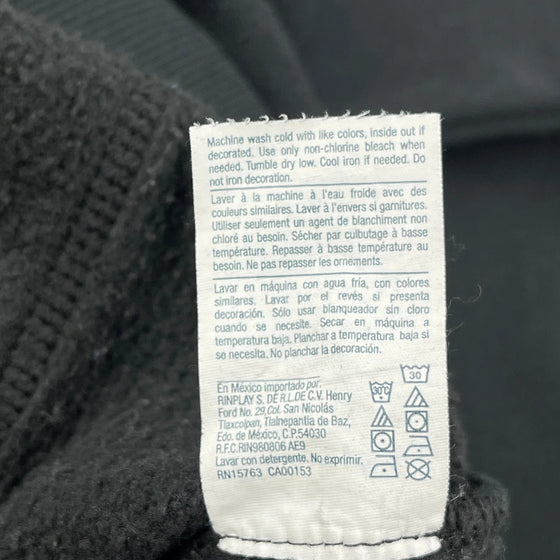 Machine wash cold with like colors, inside out if
decorated. Use only non-chlorine bleach when
needed. Tumble dry low. Cool iron if needed. Do
not iron decoration.
Laver à la machine à l'eau froide avec des
couleurs similaires. Laver à l'envers si garnitures.
Utiliser seulement un agent de blanchiment non
chloré au besoin. Sécher par culbutage à basse
température. Repasser à basse température au
besoin. Ne pas repasser les ornements.
Lavar en máquina con agua fría, con colores
similares. Lavar por el revés si presenta
decoración. Sólo usar blanqueador sin cloro
cuando se necesite. Secar en máquina a
temperatura baja. Planchar a temperatura baja si
se necesita. No planchar la decoración.
En México importado por:
RINPLAY S. DE R.L. DE C.V. Henry
Ford No. 29, Col. San Nicolás
Tlaxcolpan, Tlalnepantla de Baz,
Edo. de México, C.P. 54030
R.F.C. RIN980806 AE9
Lavar con detergente. No exprimir.
RN15763 CA00153
30°C
30